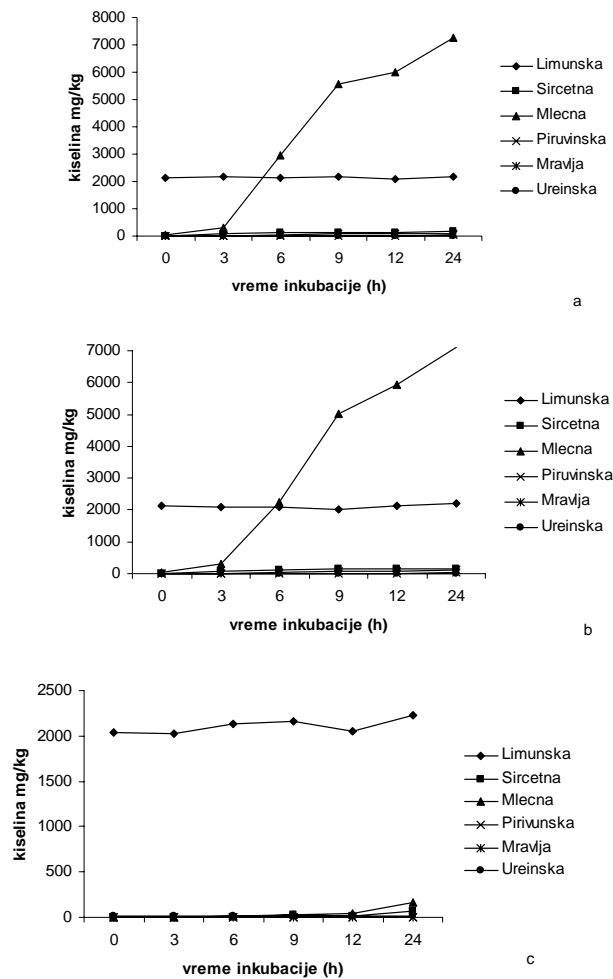 8000
7000
6000
5000
4000
3000
2000
1000
0
kiselina mg/kg
0 3 6 9 12 24
vreme inkubacije (h)
Limunska
Sircetna
Mlecna
Piruvinska
Mravlja
Ureinska
a
7000
6000
5000
4000
3000
2000
1000
0
kiselina mg/kg
0 3 6 9 12 24
vreme inkubacije (h)
Limunska
Sircetna
Mlecna
Piruvinska
Mravlja
Ureinska
b
2500
2000
1500
1000
500
0
kiselina mg/kg
0 3 6 9 12 24
vreme inkubacije (h)
Limunska
Sircetna
Mlecna
Pirivunska
Mravlja
Ureinska
c